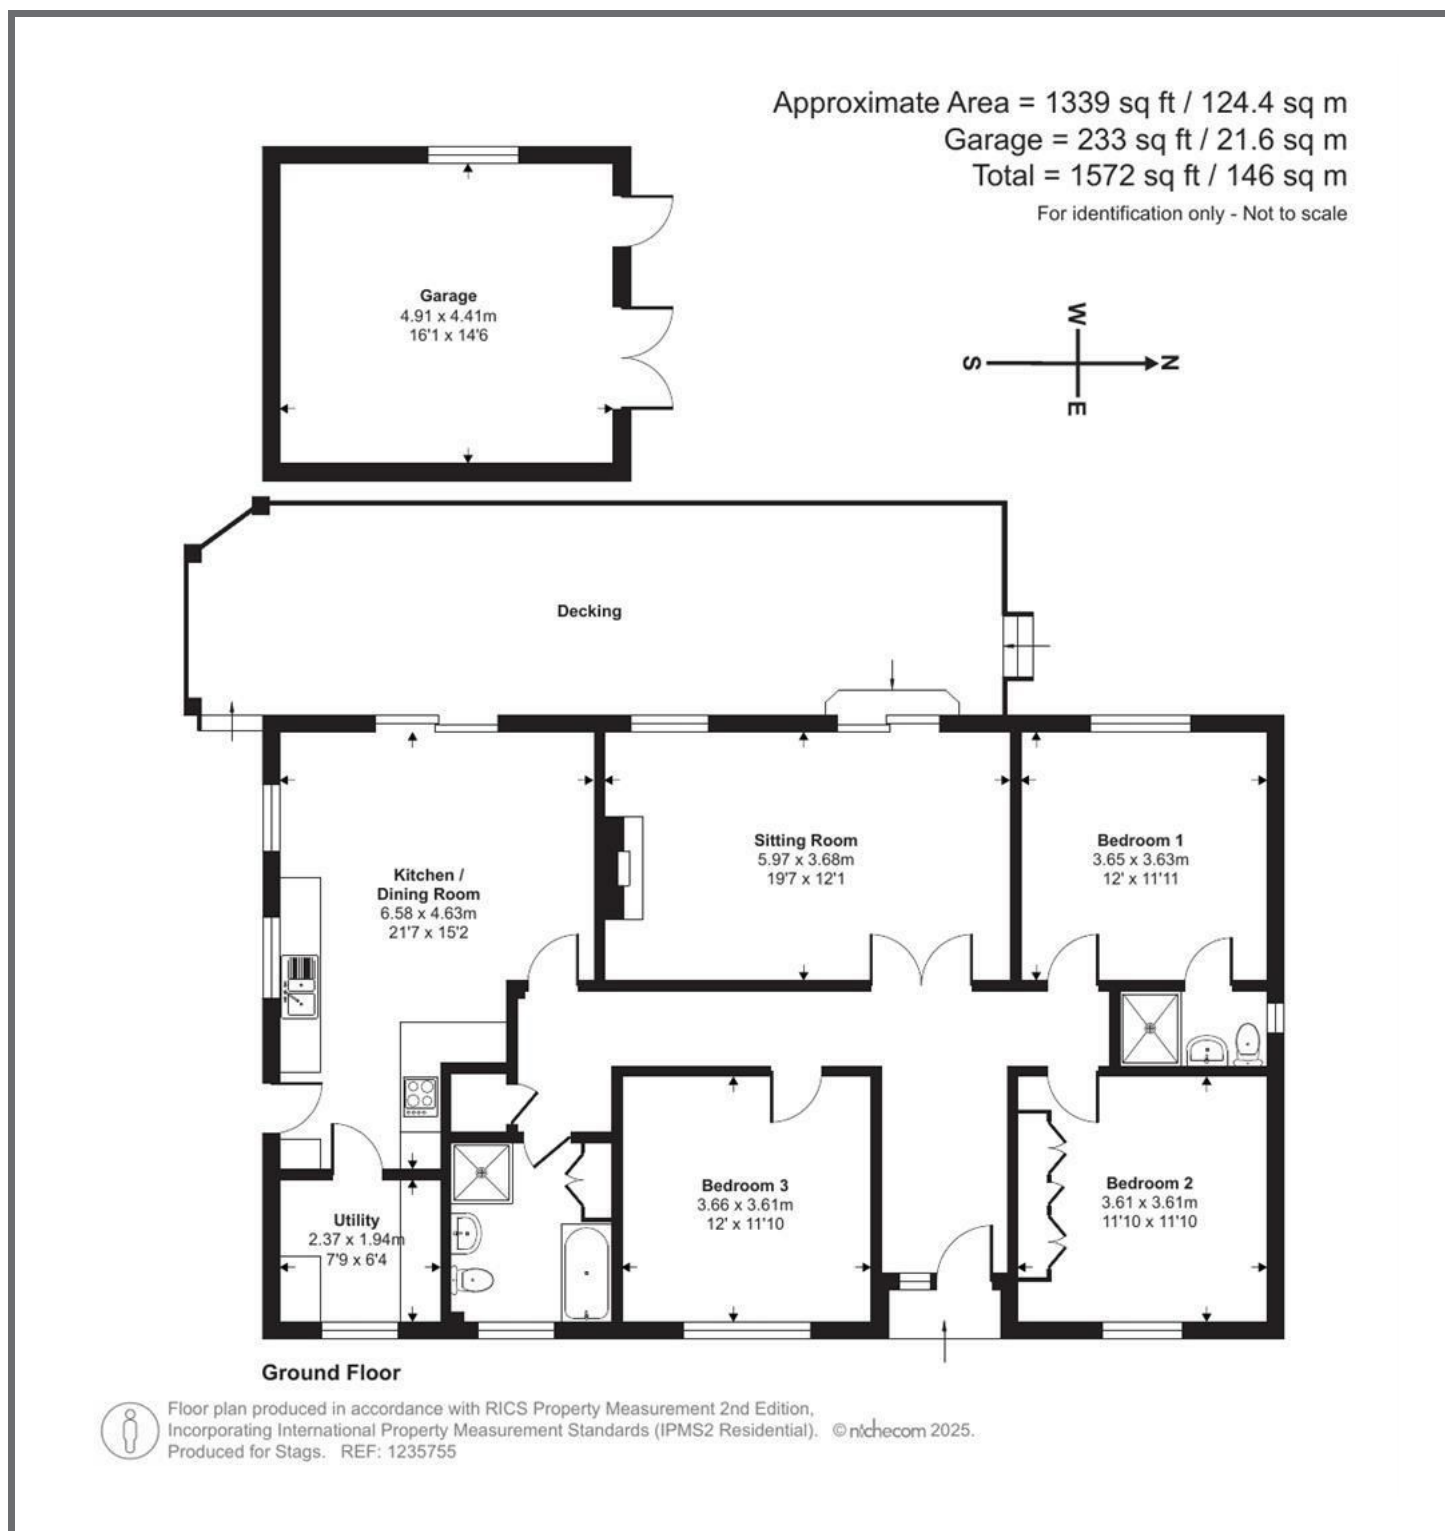 Approximate Area = 1339 sq ft / 124.4 sq m
Garage = 233 sq ft / 21.6 sq m
Total = 1572 sq ft / 146 sq m
For identification only - Not to scale
W
S
N
E
Garage
4.91 x 4.41m
16'1 x 14'6
Decking
Kitchen /
Dining Room
6.58 x 4.63m
21'7 x 15'2
Sitting Room
5.97 x 3.68m
19'7 x 12'1
Bedroom 1
3.65 x 3.63m
12' x 11'11
Utility
2.37 x 1.94m
7'9 x 6'4
Bedroom 3
3.66 x 3.61m
12' x 11'10
Bedroom 2
3.61 x 3.61m
11'10 x 11'10
Ground Floor
Floor plan produced in accordance with RICS Property Measurement 2nd Edition,
Incorporating International Property Measurement Standards (IPMS2 Residential). © nichecom 2025.
Produced for Stags. REF: 1235755